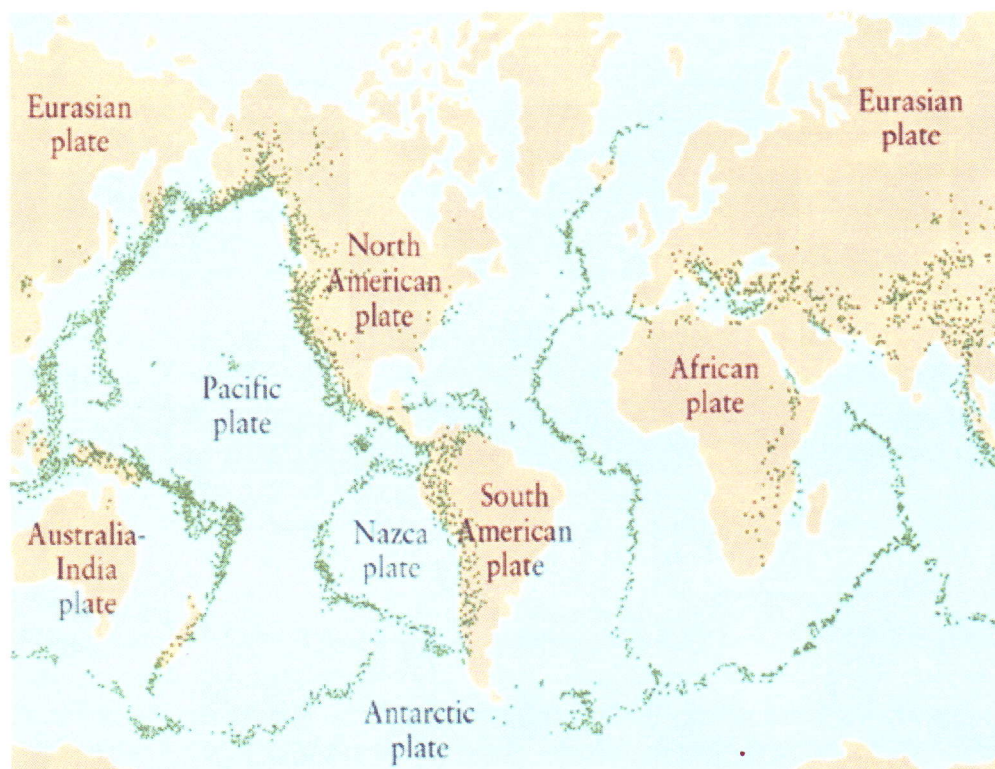 Eurasian
plate
Eurasian
plate
North
American
plate
Pacific
plate
African
plate
Australia-
India
plate
Nazca
plate
South
American
plate
Antarctic
plate